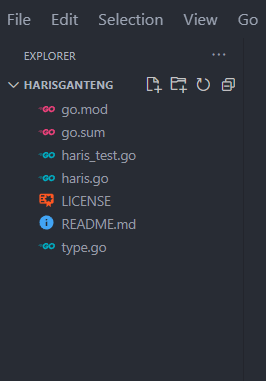 File Edit Selection View Go
EXPLORER ...
HARISGANTENG
go.mod
go.sum
haris_test.go
haris.go
LICENSE
README.md
type.go